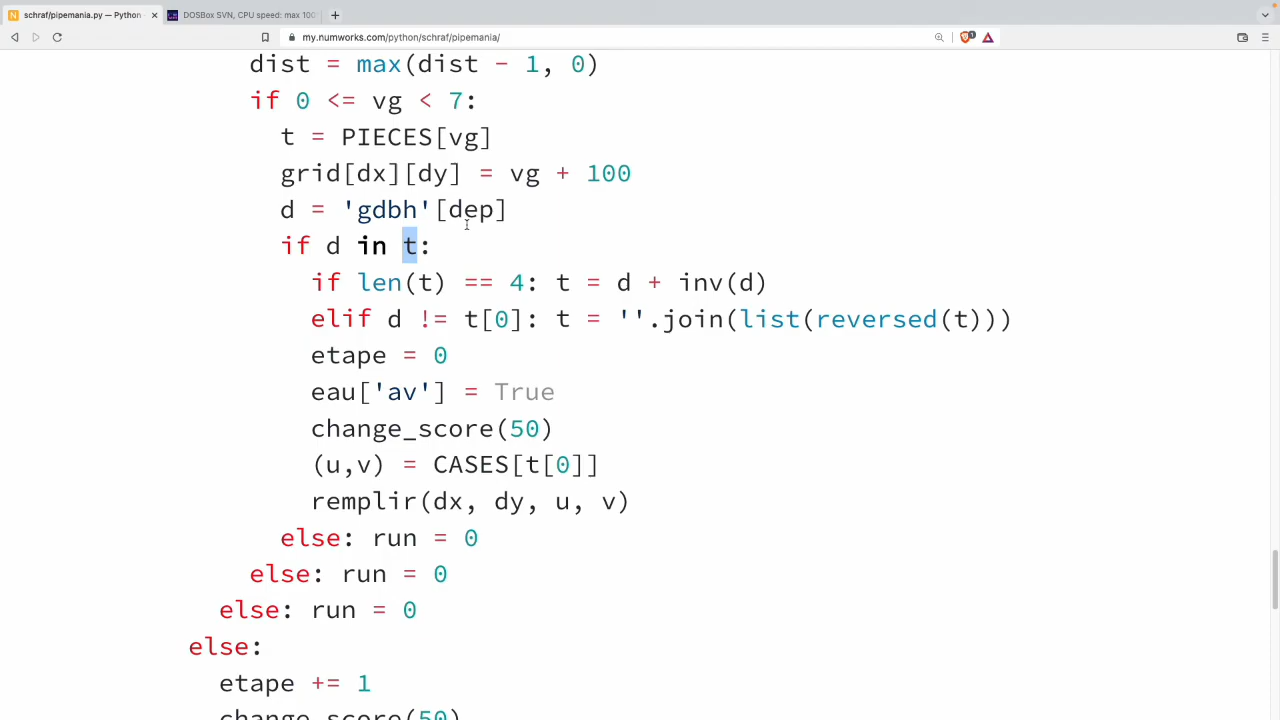 schraf/pipemania.py — Python
DOSBox SVN, CPU speed: max 100
my.numworks.com/python/schraf/pipemania/
1
dist = max(dist - 1, 0)
if 0 <= vg < 7:
t = PIECES[vg]
grid[dx][dy] = vg + 100
d = 'gdbh'[dep]
if d in t:
if len(t) == 4: t = d + inv(d)
elif d != t[0]: t = ''.join(list(reversed(t)))
etape = 0
eau['av'] = True
change_score(50)
(u,v) = CASES[t[0]]
remplir(dx, dy, u, v)
else: run = 0
else: run = 0
else: run = 0
else:
etape += 1
change_score(50)